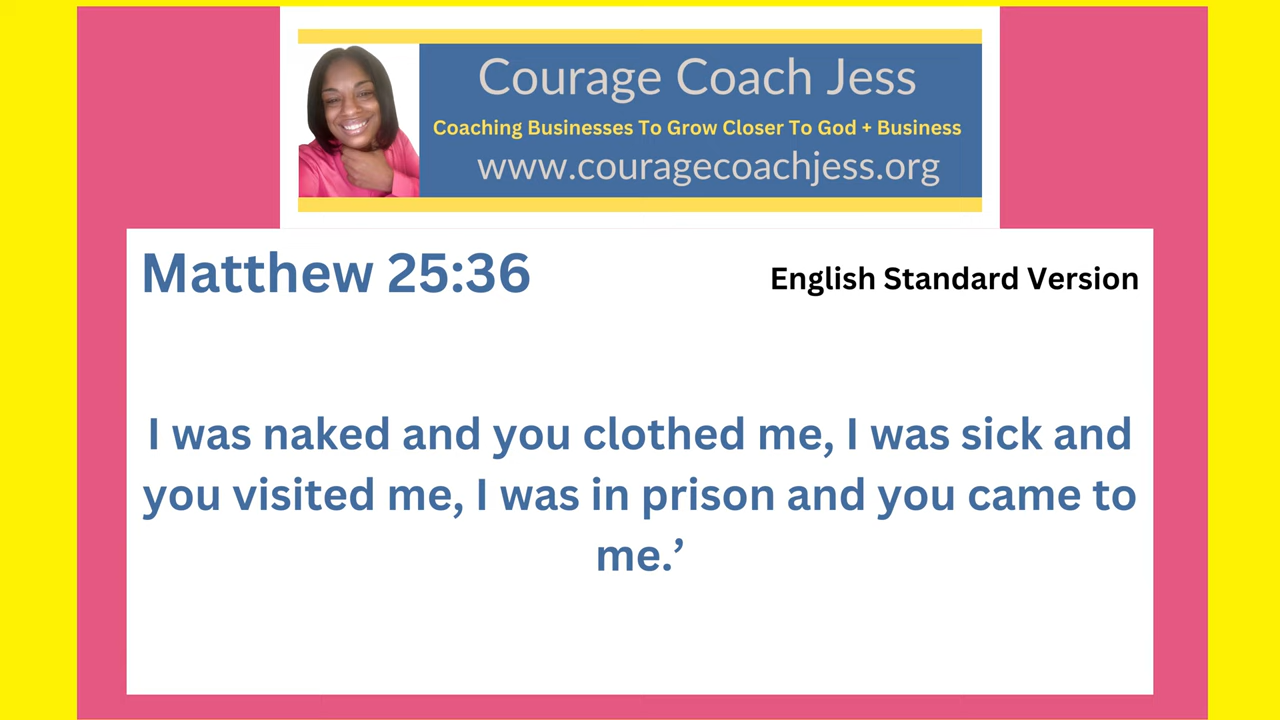 Courage Coach Jess
Coaching Businesses To Grow Closer To God + Business
www.couragecoachjess.org
Matthew 25:36
English Standard Version
I was naked and you clothed me, I was sick and
you visited me, I was in prison and you came to
me.’